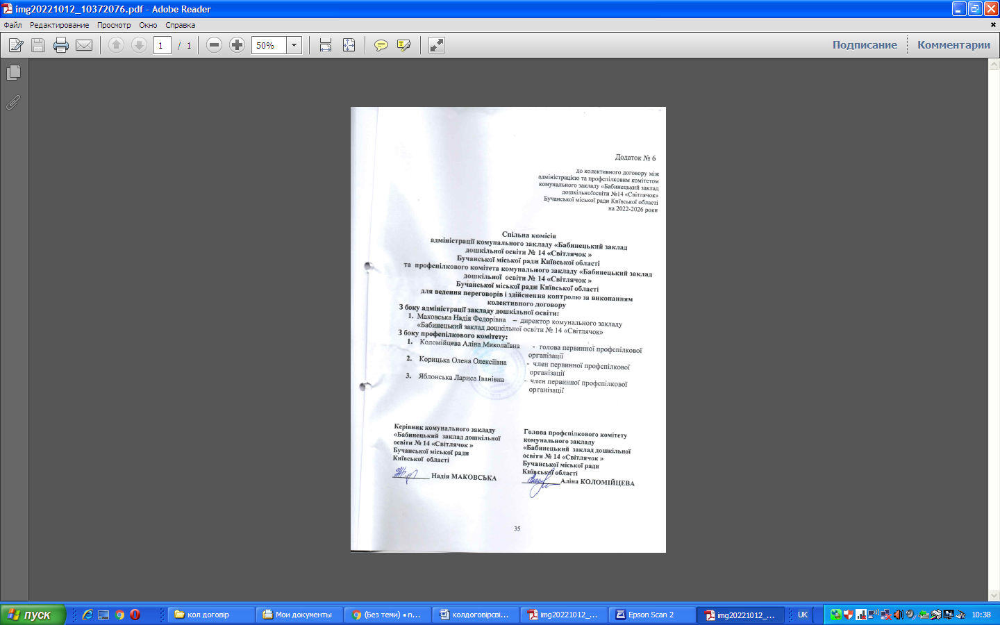 img20221012_10372076.pdf - Adobe Reader
Файл Редактирование Просмотр Окно Справка
1 / 1 50% Подписание Комментарии
Додаток № 6
до колективного договору між
адміністрацією та профспілковим комітетом
комунального закладу «Бабинецький заклад
дошкільноїосвіти №14 «Світлячок»
Бучанської міської ради Київської області
на 2022-2026 роки
Спільна комісія
адміністрації комунального закладу «Бабинецький заклад
дошкільної освіти № 14 «Світлячок »
Бучанської міської ради Київської області
та профспілкового комітета комунального закладу «Бабинецький заклад
дошкільної освіти № 14 «Світлячок »
Бучанської міської ради Київської області
для ведення переговорів і здійснення контролю за виконанням
колективного договору
З боку адміністрації закладу дошкільної освіти:
1. Маковська Надія Федорівна – директор комунального закладу
«Бабинецький заклад дошкільної освіти № 14 «Світлячок»
З боку профспілкового комітету:
1. Коломійцева Аліна Миколаївна - голова первинної профспілкової
організації
2. Корицька Олена Олексіївна - член первинної профспілкової
організації
3. Яблонська Лариса Іванівна - член первинної профспілкової
організації
Керівник комунального закладу
«Бабинецький заклад дошкільної
освіти № 14 «Світлячок »
Бучанської міської ради
Київської області
Надія МАКОВСЬКА
Голова профспілкового комітету
комунального закладу
«Бабинецький заклад дошкільної
освіти № 14 «Світлячок »
Бучанської міської ради
Київської області
Аліна КОЛОМІЙЦЕВА
35
пуск кол договір Мои документы (Без теми) • п... колдоговірсві... img20221012_... Epson Scan 2 img20221012_... UK 10:38